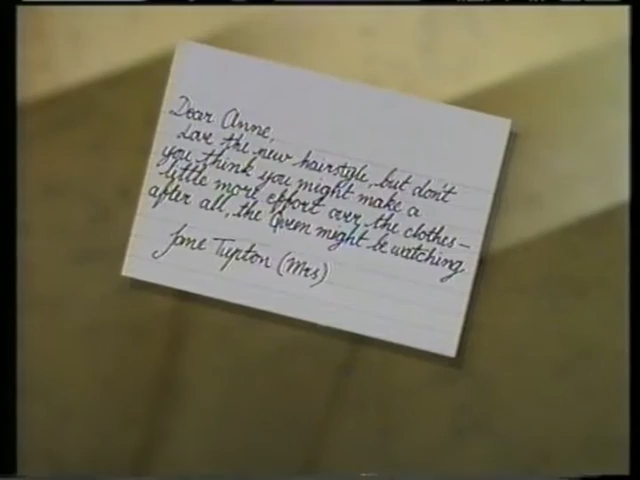 Dear Anne,
Love the new hairstyle, but don't
you think you might make a
little more effort over the clothes –
after all, the Queen might be watching
Jane Tupton (Mrs)